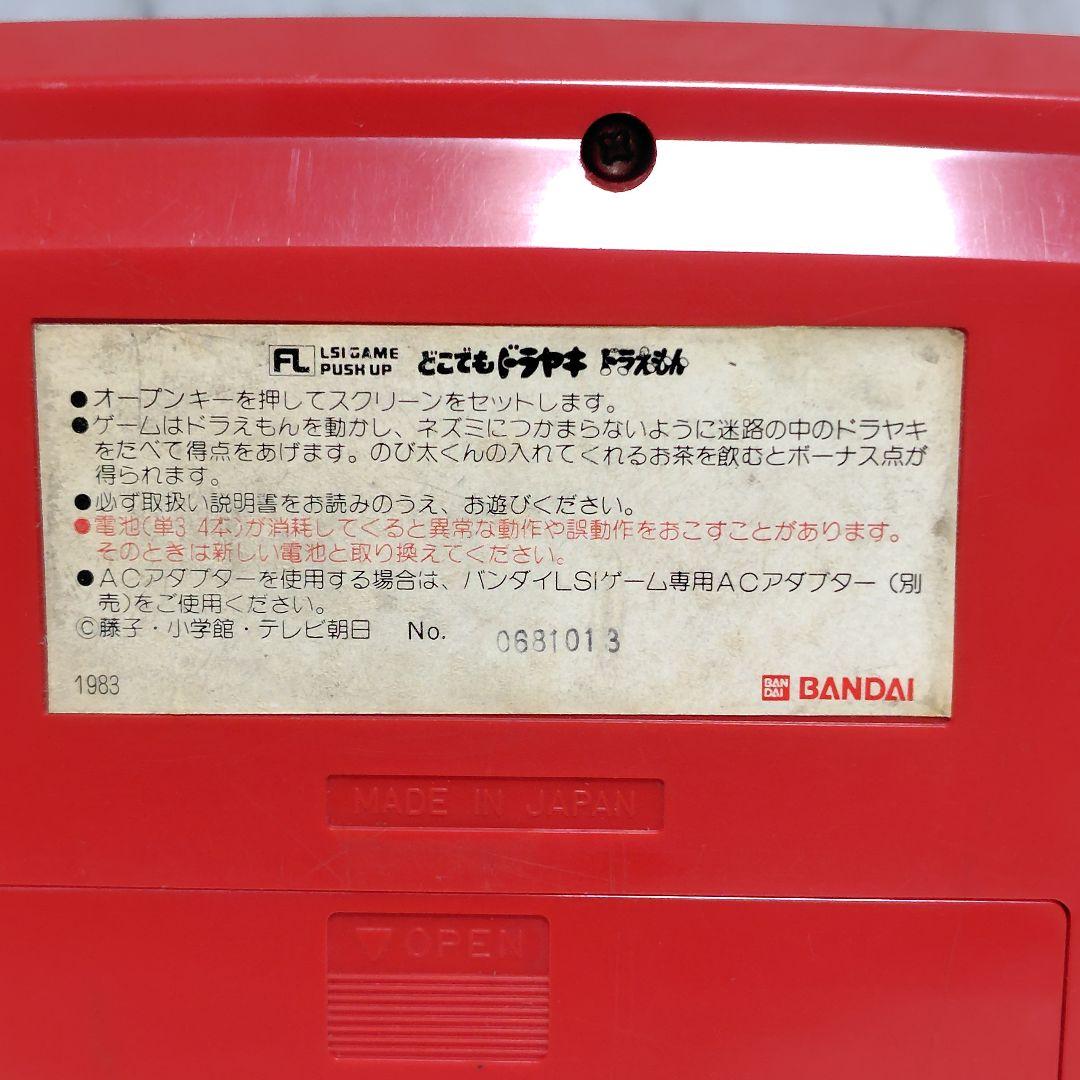 FL LSI GAME PUSH UP どこでもドラヤキ ドラえもん
●オープンキーを押してスクリーンをセットします。
●ゲームはドラえもんを動かし、ネズミにつかまらないように迷路の中のドラヤキ
をたべて得点をあげます。のび太くんの入れてくれるお茶を飲むとボーナス点が
得られます。
●必ず取扱い説明書をお読みのうえ、お遊びください。
●電池(単3 4本)が消耗してくると異常な動作や誤動作をおこすことがあります。
そのときは新しい電池と取り換えてください。
●ACアダプターを使用する場合は、バンダイLSIゲーム専用ACアダプター(別
売)をご使用ください。
©藤子・小学館・テレビ朝日 No. 0681013
1983 BAN DAI BANDAI
MADE IN JAPAN
▼OPEN